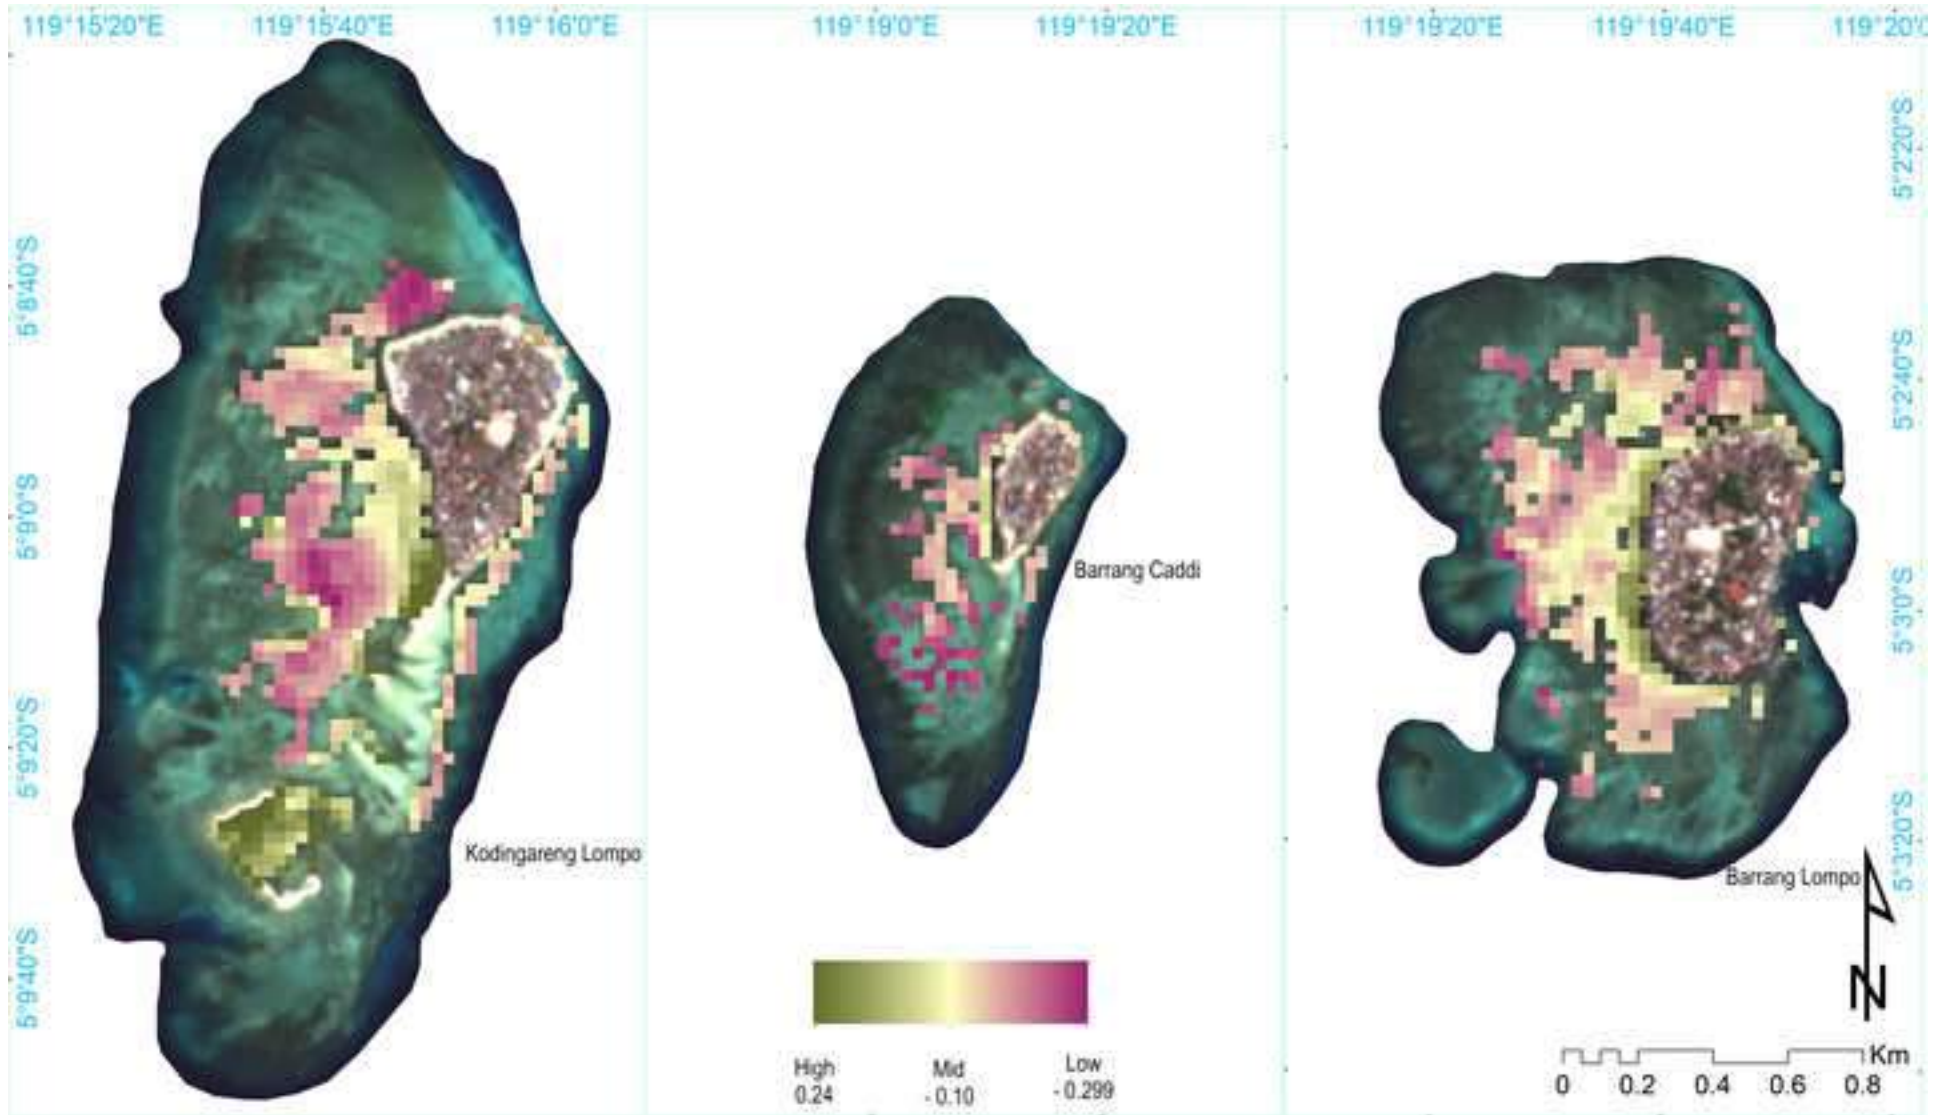 119°15'20"E 119°15'40"E 119°16'0"E 119°19'0"E 119°19'20"E 119°19'20"E 119°19'40"E 119°20'0
5°8'40"S
5°9'0"S
5°9'20"S
5°9'40"S
5°2'20"S
5°2'40"S
5°3'0"S
5°3'20"S
Barrang Caddi
Kodingareng Lompo
Barrang Lompo
N
High Mid Low
0.24 - 0.10 - 0.299
Km
0 0.2 0.4 0.6 0.8